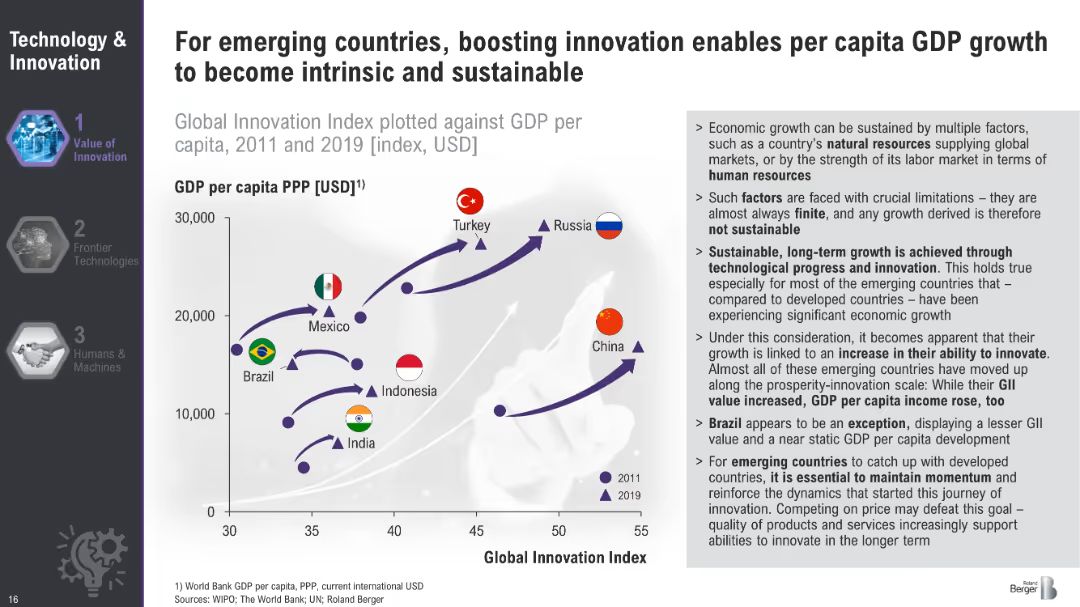 Technology &
Innovation
1
Value of
Innovation
2
Frontier
Technologies
3
Humans &
Machines
16
For emerging countries, boosting innovation enables per capita GDP growth
to become intrinsic and sustainable
Global Innovation Index plotted against GDP per
capita, 2011 and 2019 [index, USD]
GDP per capita PPP [USD]1)
30,000
20,000
10,000
0
30
35
40
45
50
55
Turkey
Russia
Mexico
China
Brazil
Indonesia
India
2011
2019
Global Innovation Index
> Economic growth can be sustained by multiple factors,
such as a country's natural resources supplying global
markets, or by the strength of its labor market in terms of
human resources
> Such factors are faced with crucial limitations – they are
almost always finite, and any growth derived is therefore
not sustainable
> Sustainable, long-term growth is achieved through
technological progress and innovation. This holds true
especially for most of the emerging countries that –
compared to developed countries – have been
experiencing significant economic growth
> Under this consideration, it becomes apparent that their
growth is linked to an increase in their ability to innovate.
Almost all of these emerging countries have moved up
along the prosperity-innovation scale: While their GII
value increased, GDP per capita income rose, too
> Brazil appears to be an exception, displaying a lesser GII
value and a near static GDP per capita development
> For emerging countries to catch up with developed
countries, it is essential to maintain momentum and
reinforce the dynamics that started this journey of
innovation. Competing on price may defeat this goal –
quality of products and services increasingly support
abilities to innovate in the longer term
1) World Bank GDP per capita, PPP, current international USD
Sources: WIPO; The World Bank; UN; Roland Berger
Roland
Berger
B